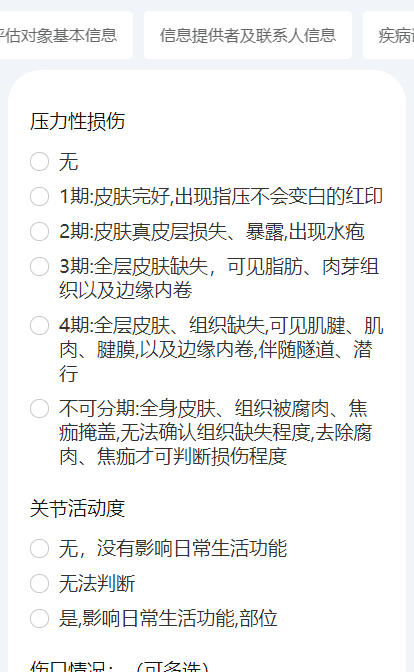 评估对象基本信息
信息提供者及联系人信息
疾病
压力性损伤
无
1期:皮肤完好,出现指压不会变白的红印
2期:皮肤真皮层损失、暴露,出现水疱
3期:全层皮肤缺失，可见脂肪、肉芽组
织以及边缘内卷
4期:全层皮肤、组织缺失,可见肌腱、肌
肉、腱膜,以及边缘内卷,伴随隧道、潜
行
不可分期:全身皮肤、组织被腐肉、焦
痂掩盖,无法确认组织缺失程度,去除腐
肉、焦痂才可判断损伤程度
关节活动度
无，没有影响日常生活功能
无法判断
是,影响日常生活功能,部位
伤口情况：（可多选）